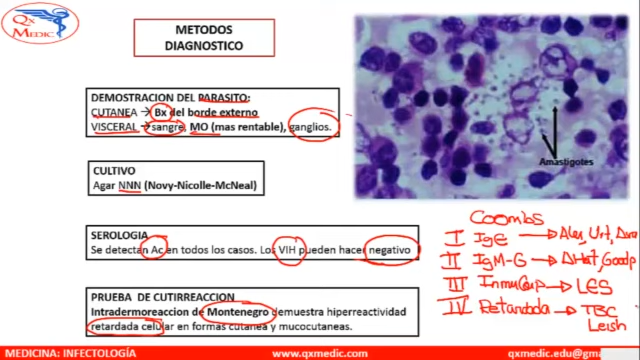 Qx
MEDIC
METODOS
DIAGNOSTICO
DEMOSTRACION DEL PARASITO:
CUTANEA → Bx del borde externo
VISCERAL → sangre, MO (mas rentable), ganglios.
CULTIVO
Agar NNN (Novy-Nicolle-McNeal)
SEROLOGIA
Se detectan Ac en todos los casos. Los VIH pueden hacer negativo
PRUEBA DE CUTIRREACCION
Intradermoreaccion de Montenegro demuestra hiperreactividad
retardada celular en formas cutanea y mucocutaneas.
Amastigotes
Coombs
I IgE → Urt,
II IgM-G → Goodp
III → LES
IV Retardada → TBC
Leish
MEDICINA: INFECTOLOGÍA
www.qxmedic.com
qxmedic.edu@gma